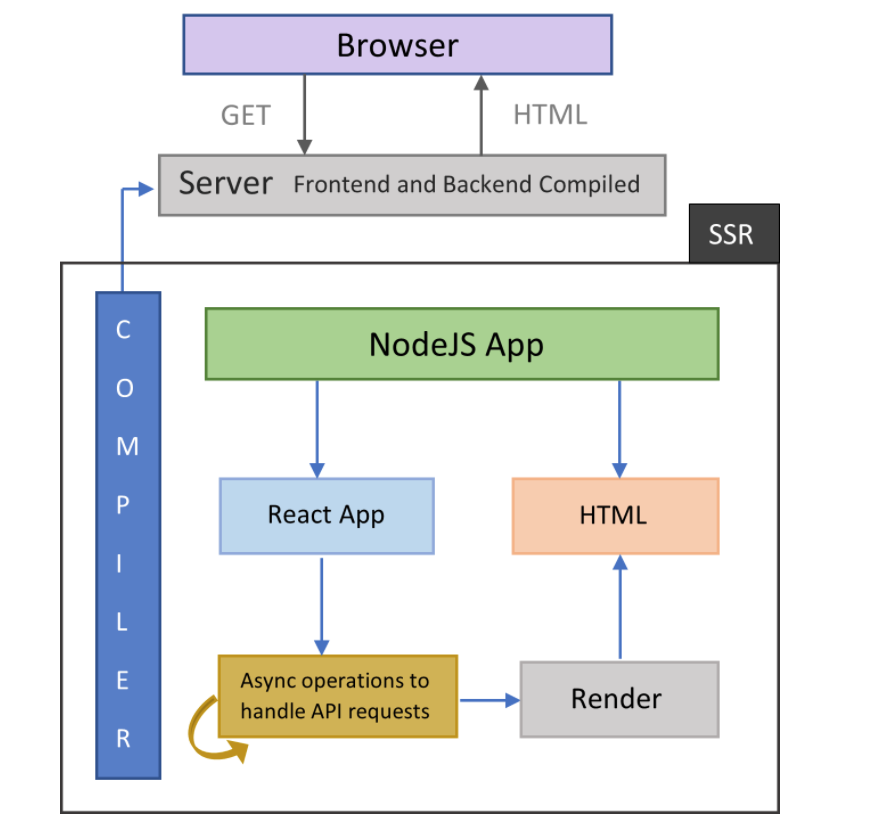 Browser
GET
HTML
Server Frontend and Backend Compiled
SSR
C
O
M
P
I
L
E
R
NodeJS App
React App
HTML
Async operations to
handle API requests
Render